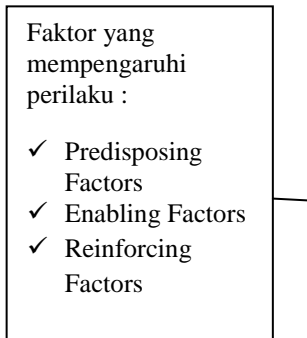 Faktor yang
mempengaruhi
perilaku :
✓ Predisposing
Factors
✓ Enabling Factors
✓ Reinforcing
Factors